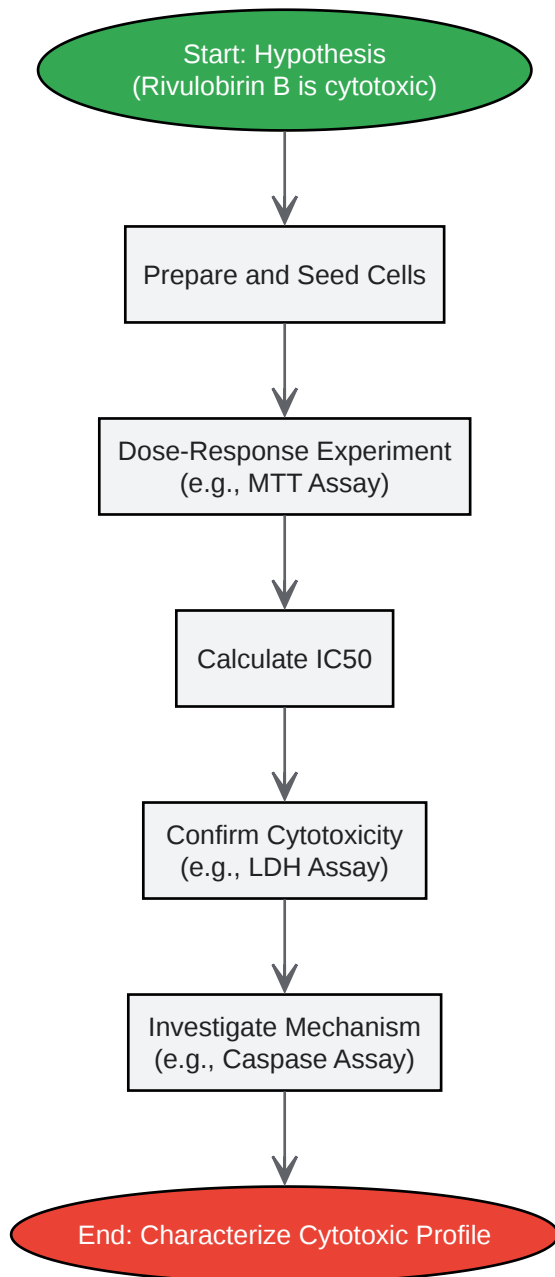 Start: Hypothesis
(Rivulobirin B is cytotoxic)
Prepare and Seed Cells
Dose-Response Experiment
(e.g., MTT Assay)
Calculate IC50
Confirm Cytotoxicity
(e.g., LDH Assay)
Investigate Mechanism
(e.g., Caspase Assay)
End: Characterize Cytotoxic Profile